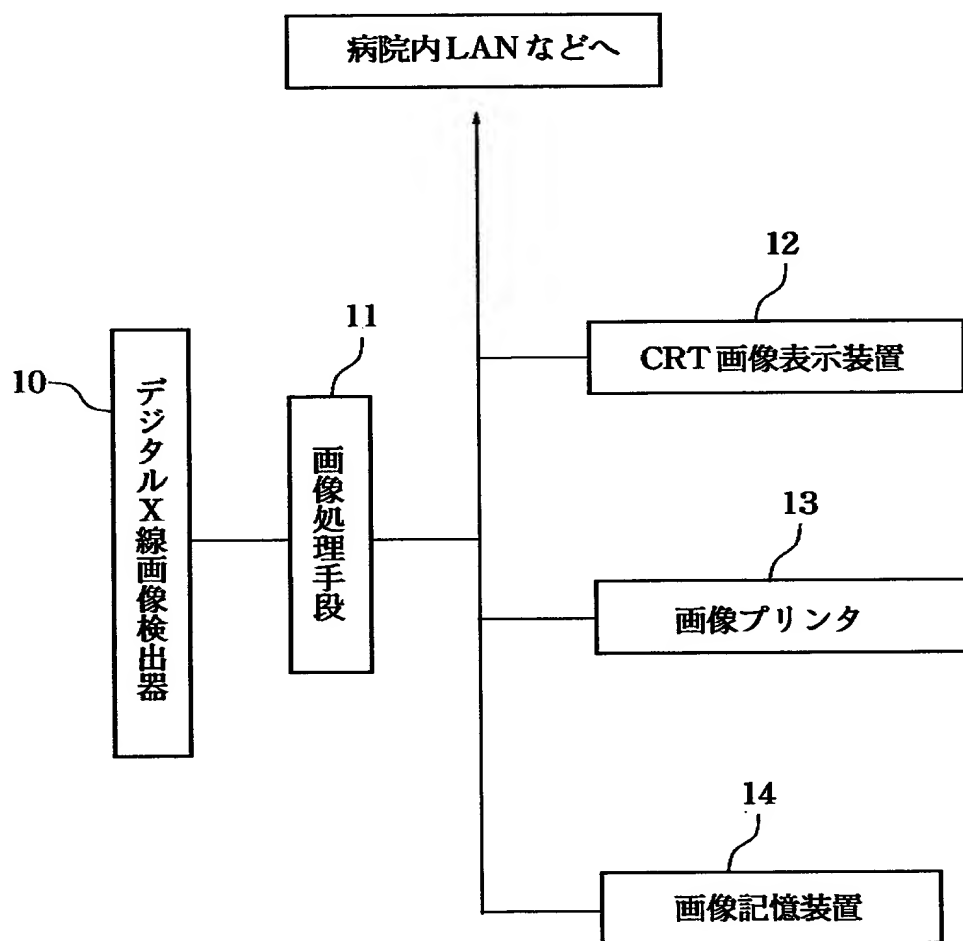 病院内LANなどへ
12
CRT画像表示装置
11
画像処理手段
10
デジタルX線画像検出器
13
画像プリンタ
14
画像記憶装置